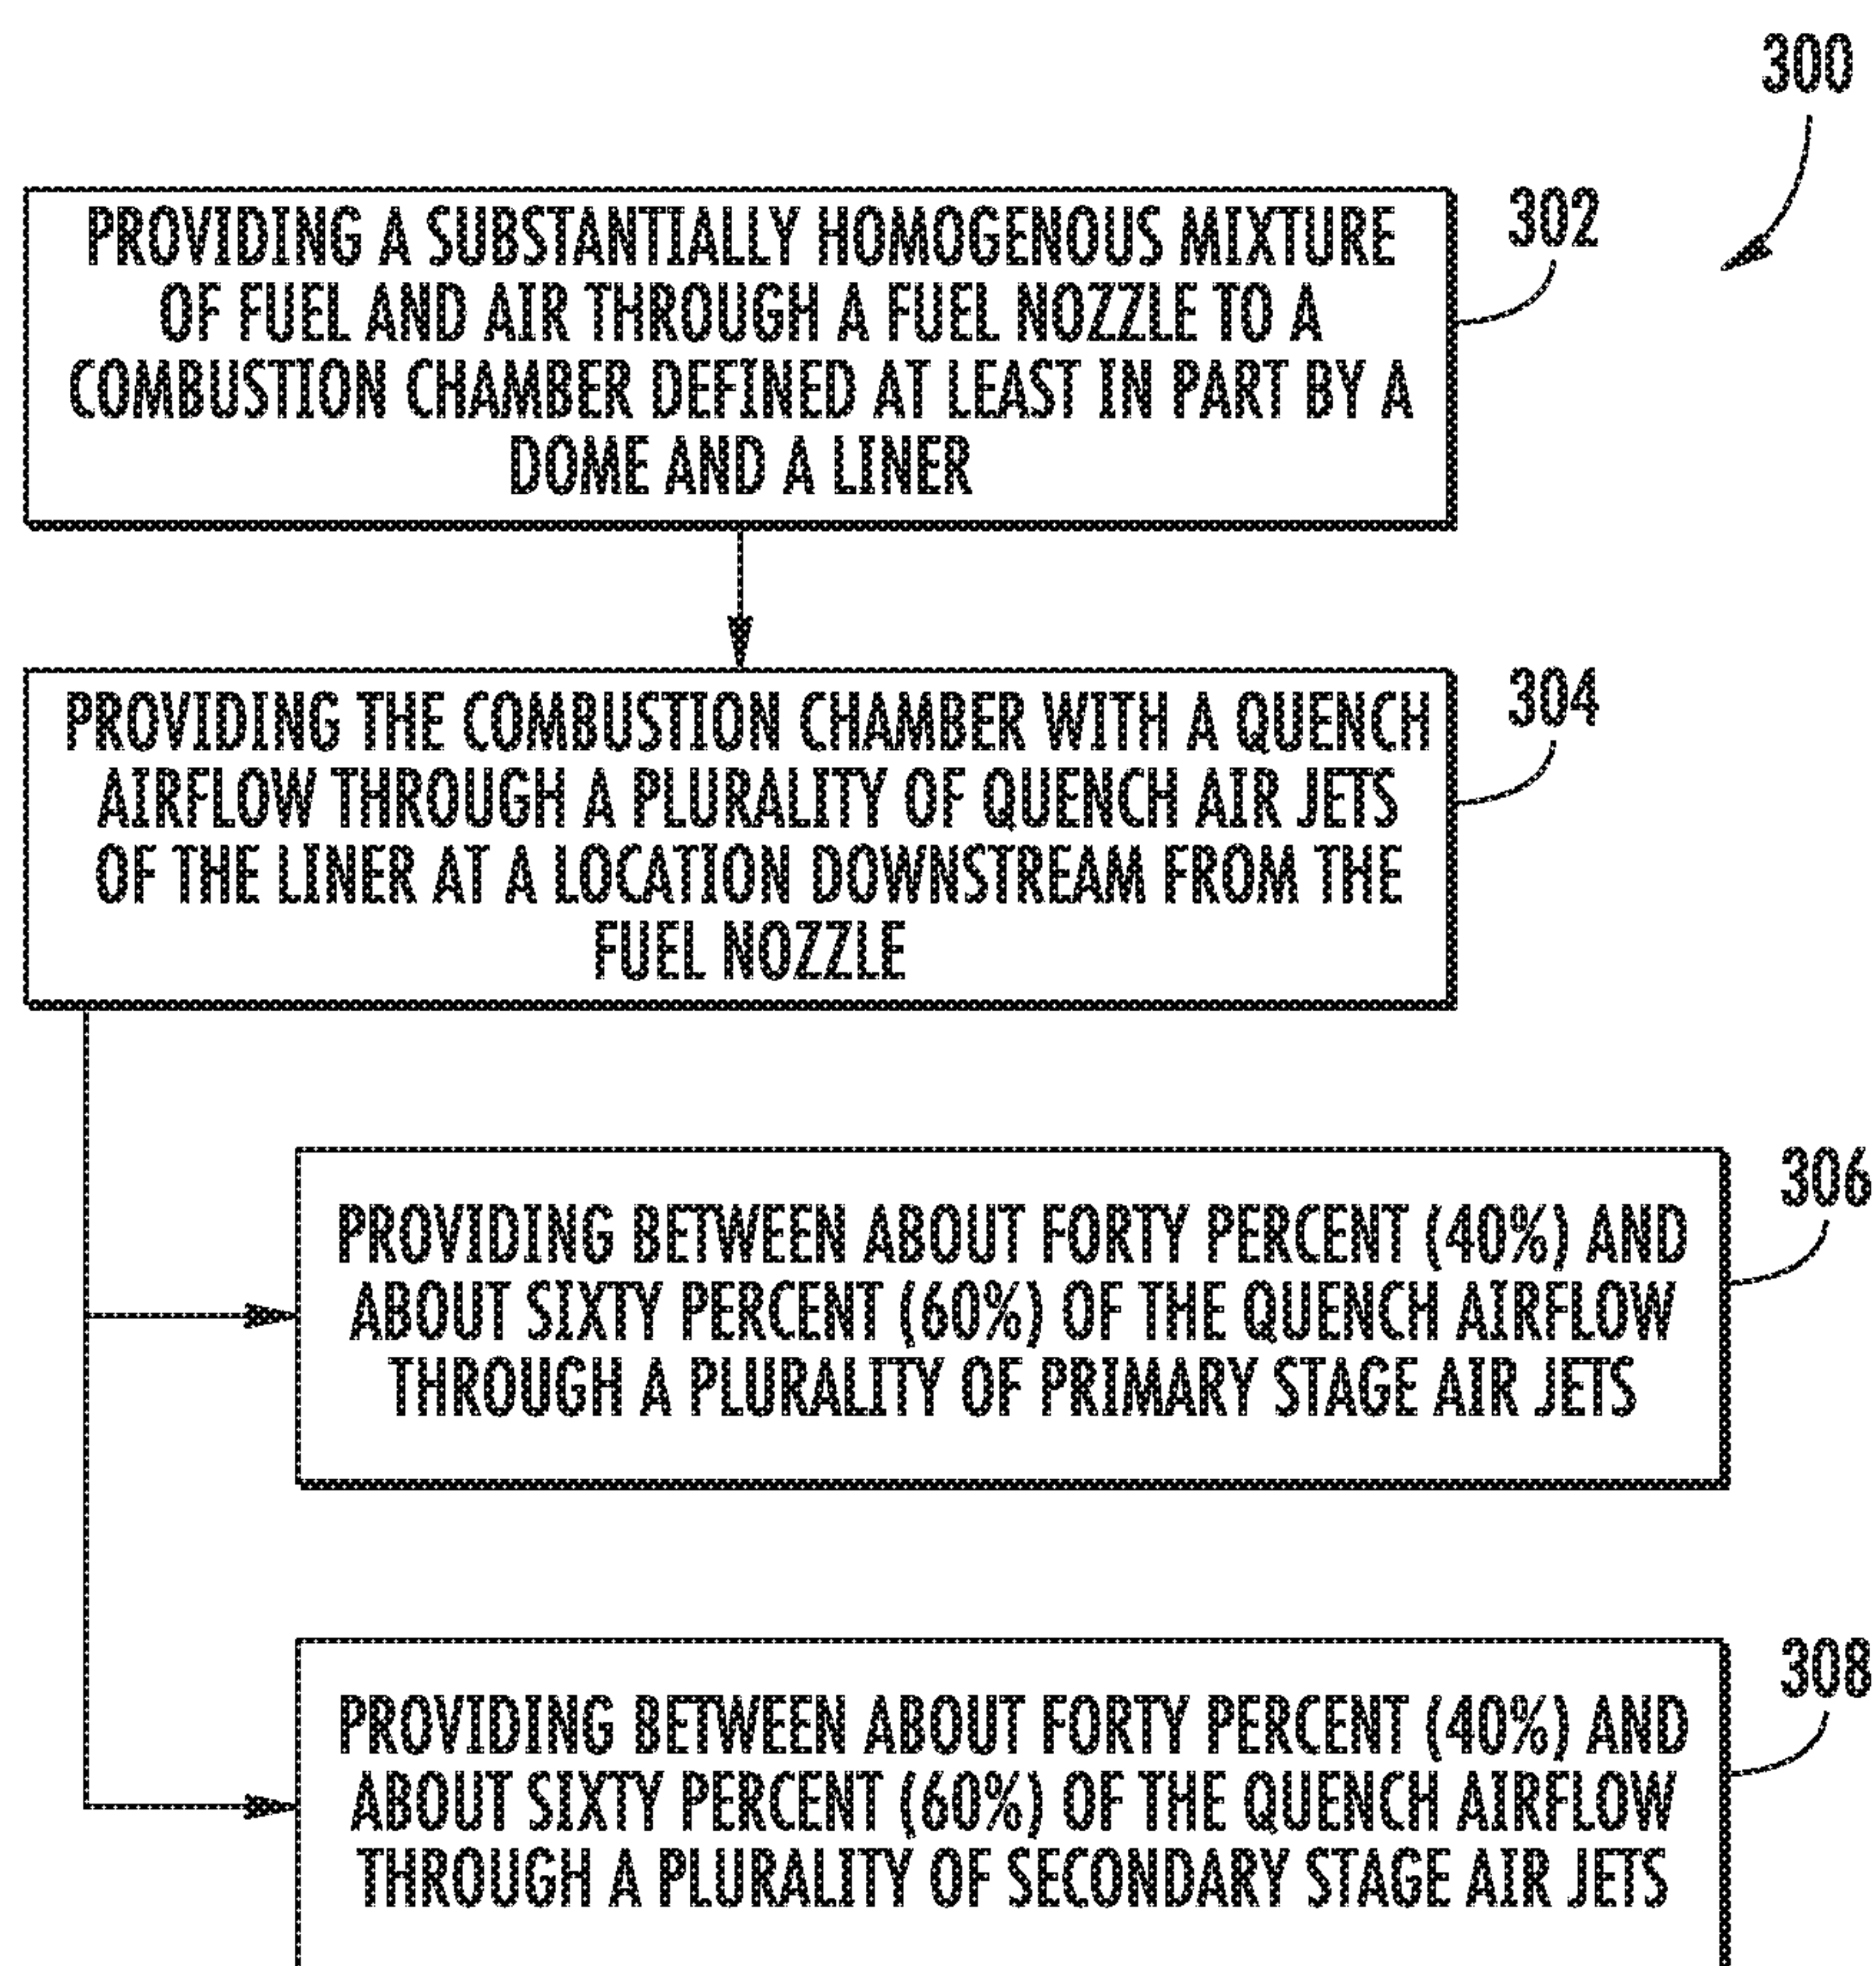 300
PROVIDING A SUBSTANTIALLY HOMOGENOUS MIXTURE
OF FUEL AND AIR THROUGH A FUEL NOZZLE TO A
COMBUSTION CHAMBER DEFINED AT LEAST IN PART BY A
DOME AND A LINER
302
PROVIDING THE COMBUSTION CHAMBER WITH A QUENCH
AIRFLOW THROUGH A PLURALITY OF QUENCH AIR JETS
OF THE LINER AT A LOCATION DOWNSTREAM FROM THE
FUEL NOZZLE
304
PROVIDING BETWEEN ABOUT FORTY PERCENT (40%) AND
ABOUT SIXTY PERCENT (60%) OF THE QUENCH AIRFLOW
THROUGH A PLURALITY OF PRIMARY STAGE AIR JETS
306
PROVIDING BETWEEN ABOUT FORTY PERCENT (40%) AND
ABOUT SIXTY PERCENT (60%) OF THE QUENCH AIRFLOW
THROUGH A PLURALITY OF SECONDARY STAGE AIR JETS
308